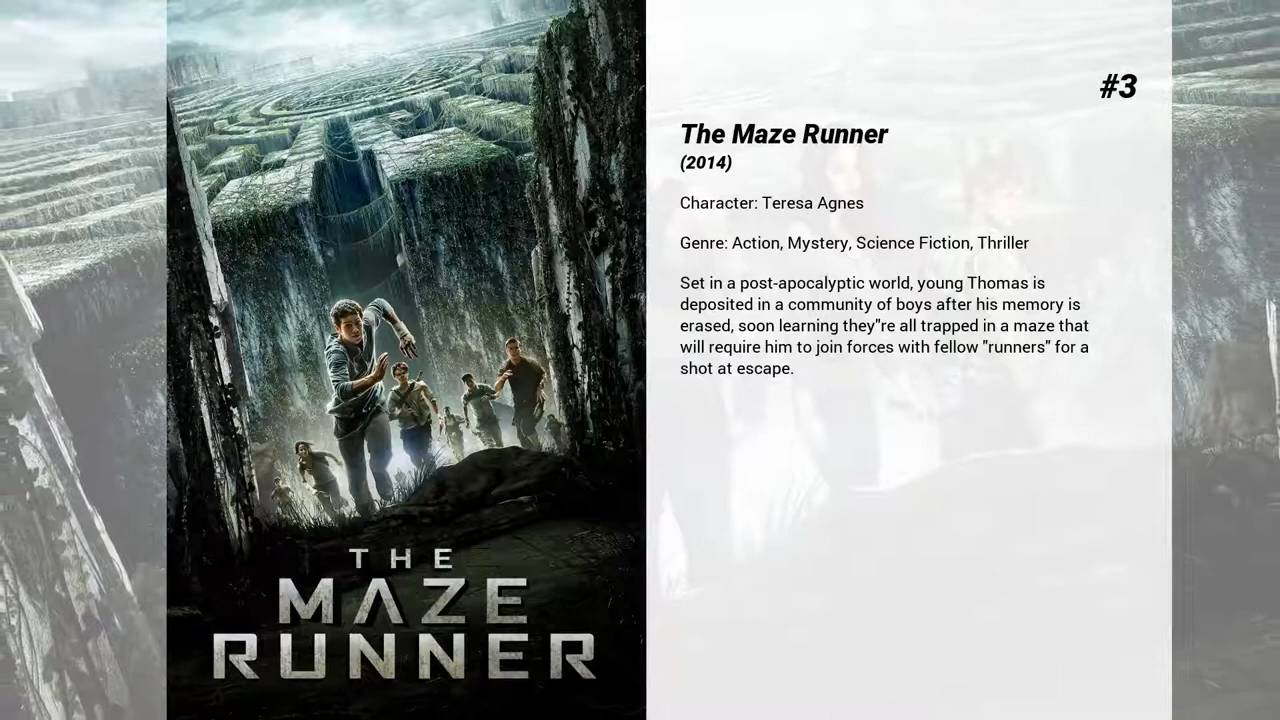 #3
The Maze Runner
(2014)
Character: Teresa Agnes
Genre: Action, Mystery, Science Fiction, Thriller
Set in a post-apocalyptic world, young Thomas is
deposited in a community of boys after his memory is
erased, soon learning they"re all trapped in a maze that
will require him to join forces with fellow "runners" for a
shot at escape.
THE
MAZE
RUNNER